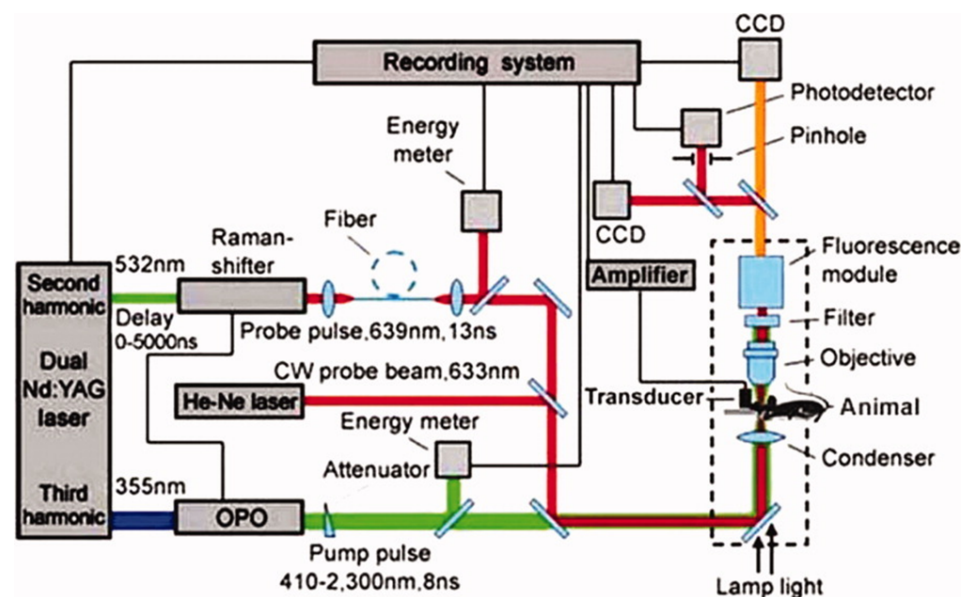 CCD
Recording system
Photodetector
Energy
meter
Pinhole
Fiber
CCD
Raman-
shifter
Fluorescence
module
Second
harmonic
532nm
Amplifier
Delay
0-5000ns
Probe pulse,639nm,13ns
Filter
Dual
Nd:YAG
laser
CW probe beam,633nm
Objective
He-Ne laser
Transducer
Animal
Energy meter
Attenuator
Condenser
Third
harmonic
355nm
OPO
Pump pulse
410-2,300nm,8ns
Lamp light